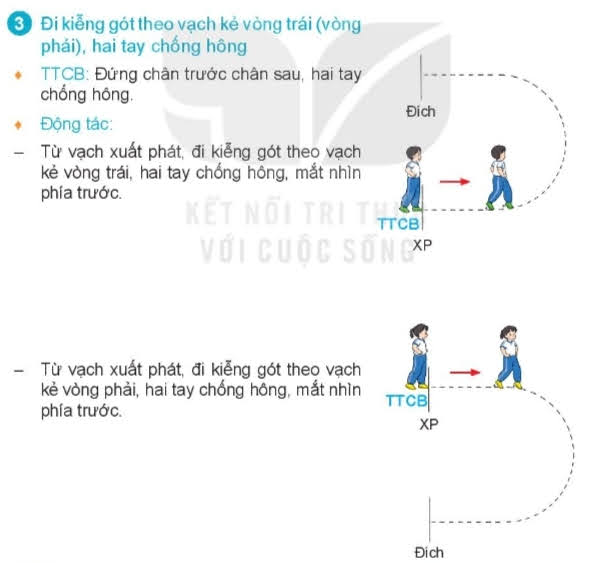 3 Đi kiễng gót theo vạch kẻ vòng trái (vòng
phải), hai tay chống hông
TTCB: Đứng chân trước chân sau, hai tay
chống hông.
Động tác:
– Từ vạch xuất phát, đi kiễng gót theo vạch
kẻ vòng trái, hai tay chống hông, mắt nhìn
phía trước.
Đích
TTCB
XP
KẾT NỐI TRI TH
VỚI CUỘC SỐNG
– Từ vạch xuất phát, đi kiễng gót theo vạch
kẻ vòng phải, hai tay chống hông, mắt nhìn
phía trước.
TTCB
XP
Đích